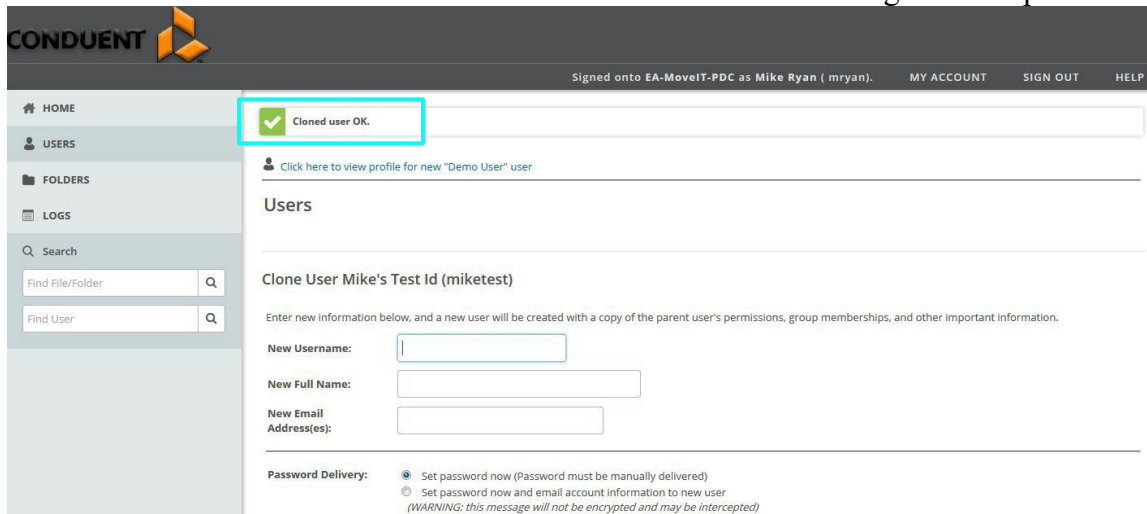 CONDUENT
Signed onto EA-MoveIT-PDC as Mike Ryan ( mryan). MY ACCOUNT SIGN OUT HELP
HOME
USERS
FOLDERS
LOGS
Search
Find File/Folder
Find User
Cloned user OK.
Click here to view profile for new "Demo User" user
Users
Clone User Mike's Test Id (miketest)
Enter new information below, and a new user will be created with a copy of the parent user's permissions, group memberships, and other important information.
New Username:
New Full Name:
New Email
Address(es):
Password Delivery: Set password now (Password must be manually delivered)
Set password now and email account information to new user
(WARNING: this message will not be encrypted and may be intercepted)